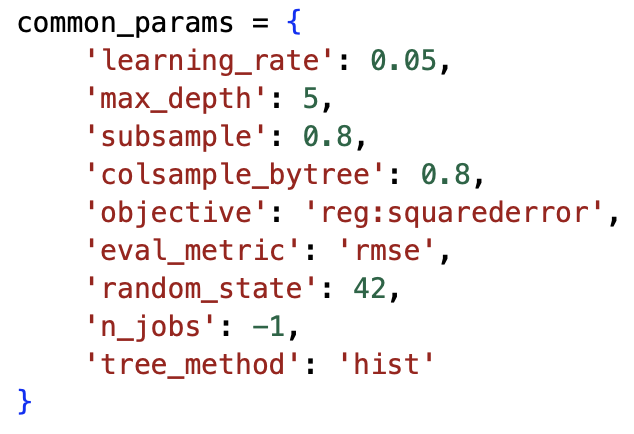 common_params = {
    'learning_rate': 0.05,
    'max_depth': 5,
    'subsample': 0.8,
    'colsample_bytree': 0.8,
    'objective': 'reg:squarederror',
    'eval_metric': 'rmse',
    'random_state': 42,
    'n_jobs': -1,
    'tree_method': 'hist'
}